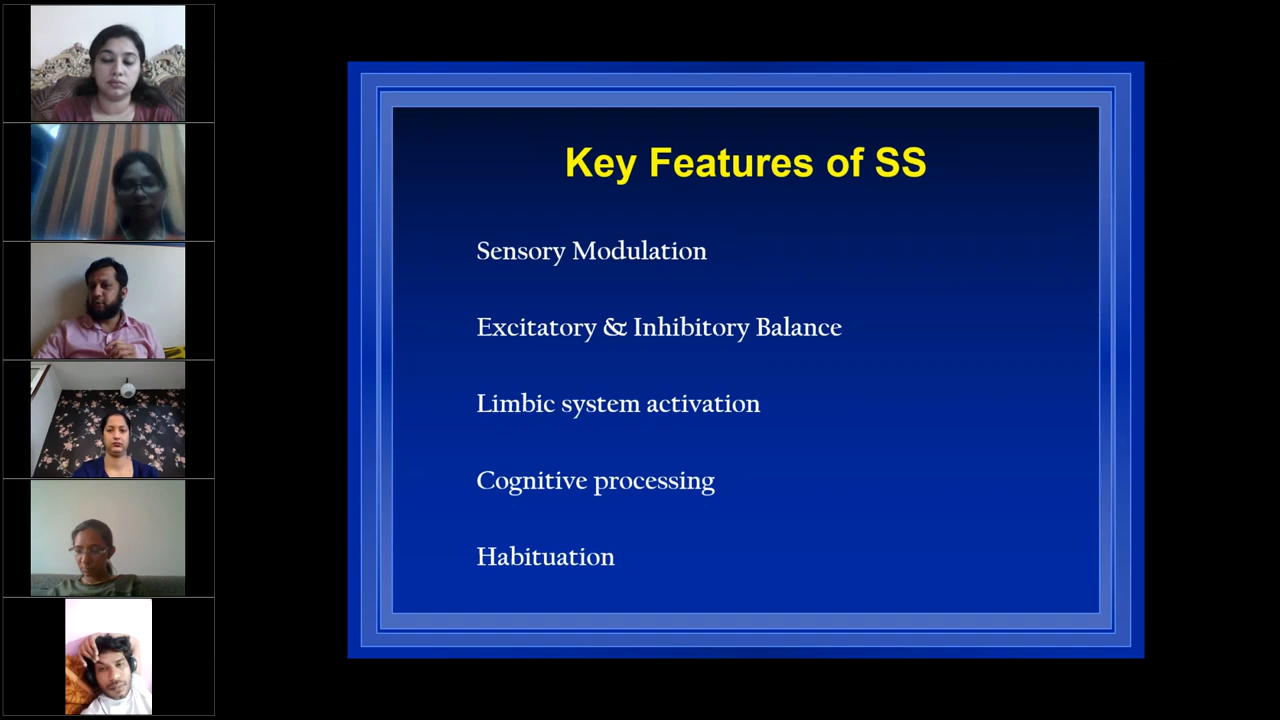 Key Features of SS
Sensory Modulation
Excitatory & Inhibitory Balance
Limbic system activation
Cognitive processing
Habituation